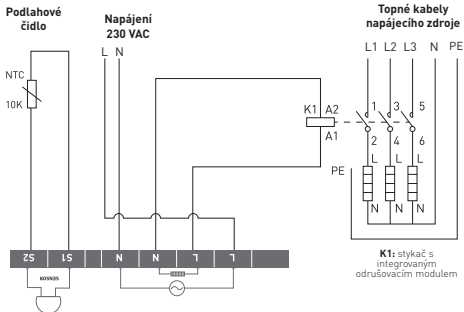 Podlahové
čidlo
Napájení
230 VAC
Topné kabely
napájecího zdroje
L N
L1 L2 L3 N PE
NTC
10K
K1 A2
A1
1 3 5
2 4 6
L L L
PE
N N N
K1: stykač s
integrovaným
odrušovacím modulem
S2 S1 N N L L
SENSOR